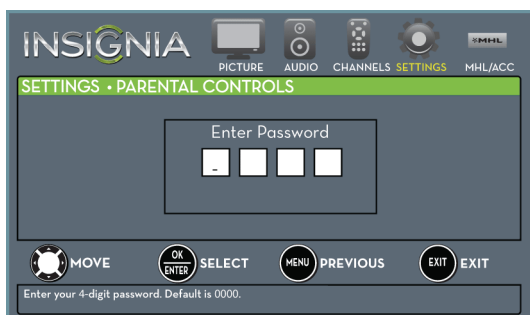 INSIGNIA
PICTURE AUDIO CHANNELS SETTINGS MHL/ACC
MHL
SETTINGS • PARENTAL CONTROLS
Enter Password
_
MOVE OK ENTER SELECT MENU PREVIOUS EXIT EXIT
Enter your 4-digit password. Default is 0000.